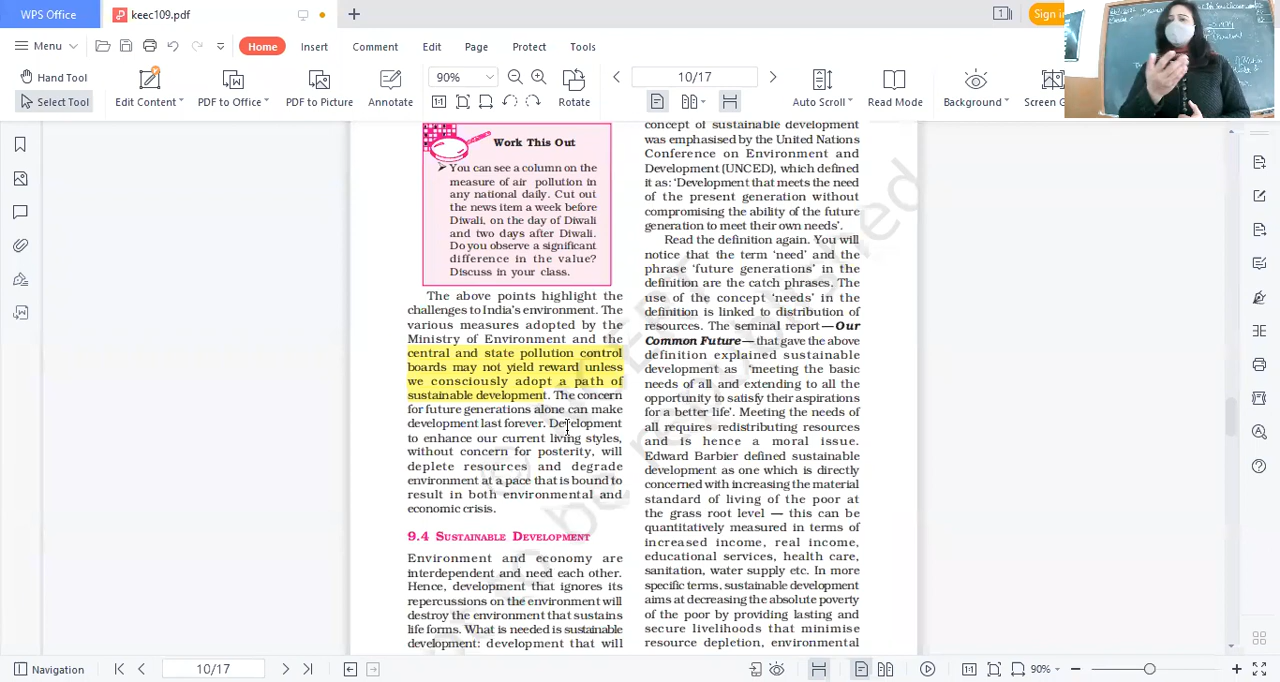 WPS Office
keec109.pdf
1
Sign in
Menu
Home
Insert
Comment
Edit
Page
Protect
Tools
Hand Tool
Select Tool
Edit Content
PDF to Office
PDF to Picture
Annotate
90%
Rotate
10/17
Auto Scroll
Read Mode
Background
Screen G
Work This Out
You can see a column on the
measure of air pollution in
any national daily. Cut out
the news item a week before
Diwali, on the day of Diwali
and two days after Diwali.
Do you observe a significant
difference in the value?
Discuss in your class.
The above points highlight the
challenges to India's environment. The
various measures adopted by the
Ministry of Environment and the
central and state pollution control
boards may not yield reward unless
we consciously adopt a path of
sustainable development. The concern
for future generations alone can make
development last forever. Development
to enhance our current living styles,
without concern for posterity, will
deplete resources and degrade
environment at a pace that is bound to
result in both environmental and
economic crisis.
9.4 Sustainable Development
Environment and economy are
interdependent and need each other.
Hence, development that ignores its
repercussions on the environment will
destroy the environment that sustains
life forms. What is needed is sustainable
development: development that will
concept of sustainable development
was emphasised by the United Nations
Conference on Environment and
Development (UNCED), which defined
it as: 'Development that meets the need
of the present generation without
compromising the ability of the future
generation to meet their own needs'.
Read the definition again. You will
notice that the term 'need' and the
phrase 'future generations' in the
definition are the catch phrases. The
use of the concept 'needs' in the
definition is linked to distribution of
resources. The seminal report—Our
Common Future—that gave the above
definition explained sustainable
development as 'meeting the basic
needs of all and extending to all the
opportunity to satisfy their aspirations
for a better life'. Meeting the needs of
all requires redistributing resources
and is hence a moral issue.
Edward Barbier defined sustainable
development as one which is directly
concerned with increasing the material
standard of living of the poor at
the grass root level — this can be
quantitatively measured in terms of
increased income, real income,
educational services, health care,
sanitation, water supply etc. In more
specific terms, sustainable development
aims at decreasing the absolute poverty
of the poor by providing lasting and
secure livelihoods that minimise
resource depletion, environmental
be republished
Navigation
10/17
90%